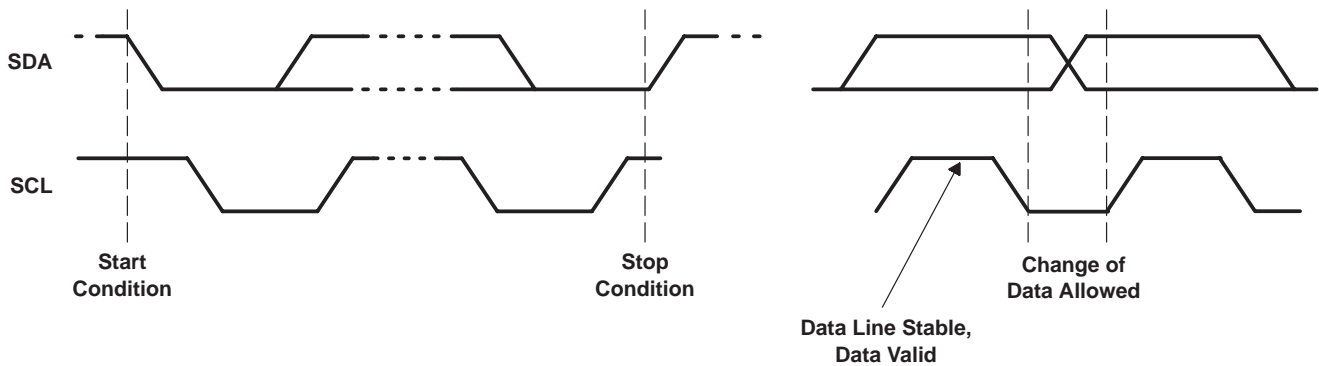 SDA
SCL
Start
Condition
Stop
Condition
Change of
Data Allowed
Data Line Stable,
Data Valid